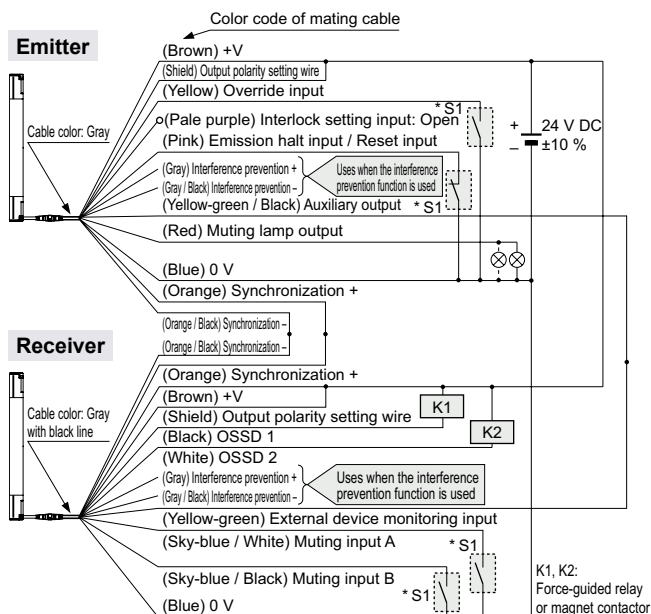 Color code of mating cable
Emitter
(Brown) +V
(Shield) Output polarity setting wire
(Yellow) Override input
* S1
(Pale purple) Interlock setting input: Open
Cable color: Gray
+
–
24 V DC
±10 %
(Pink) Emission halt input / Reset input
(Gray) Interference prevention +
(Gray / Black) Interference prevention –
Uses when the interference
prevention function is used
(Yellow-green / Black) Auxiliary output
* S1
(Red) Muting lamp output
(Blue) 0 V
(Orange) Synchronization +
(Orange / Black) Synchronization –
Receiver
(Orange / Black) Synchronization –
(Orange) Synchronization +
(Brown) +V
Cable color: Gray
with black line
(Shield) Output polarity setting wire
K1
(Black) OSSD 1
K2
(White) OSSD 2
(Gray) Interference prevention +
(Gray / Black) Interference prevention –
Uses when the interference
prevention function is used
(Yellow-green) External device monitoring input
(Sky-blue / White) Muting input A
* S1
(Sky-blue / Black) Muting input B
* S1
(Blue) 0 V
K1, K2:
Force-guided relay
or magnet contactor